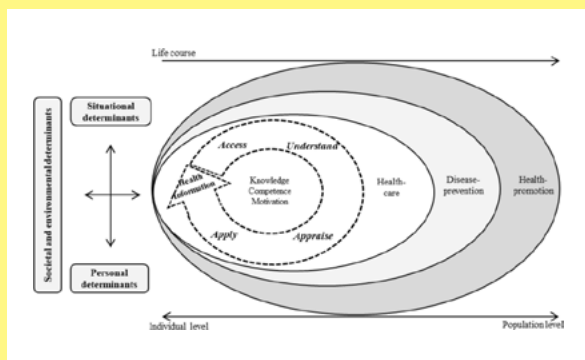 Life course
Societal and environmental determinants
Situational
determinants
Personal
determinants
Access
Understand
Health
Information
Knowledge
Competence
Motivation
Apply
Appraise
Health-
care
Disease-
prevention
Health-
promotion
Individual level
Population level